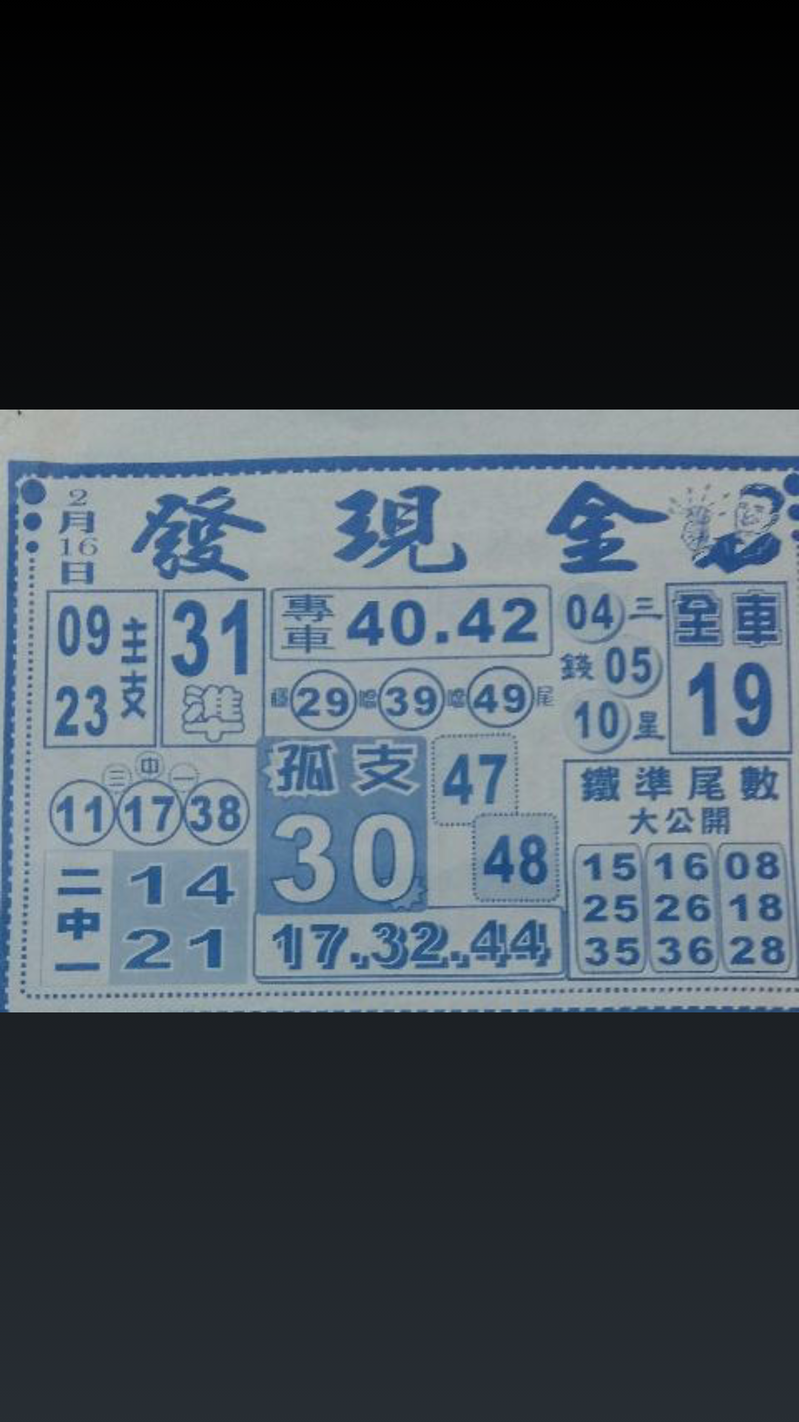 2月16日
發現金
09
23
主支
31
準
專車 40.42
29 39 49 尾
04 三
錢 05
10 星
全車
19
三中一
11 17 38
孤支
30
47
48
鐵準尾數
大公開
15 16 08
25 26 18
35 36 28
二中一
14
21
17.32.44